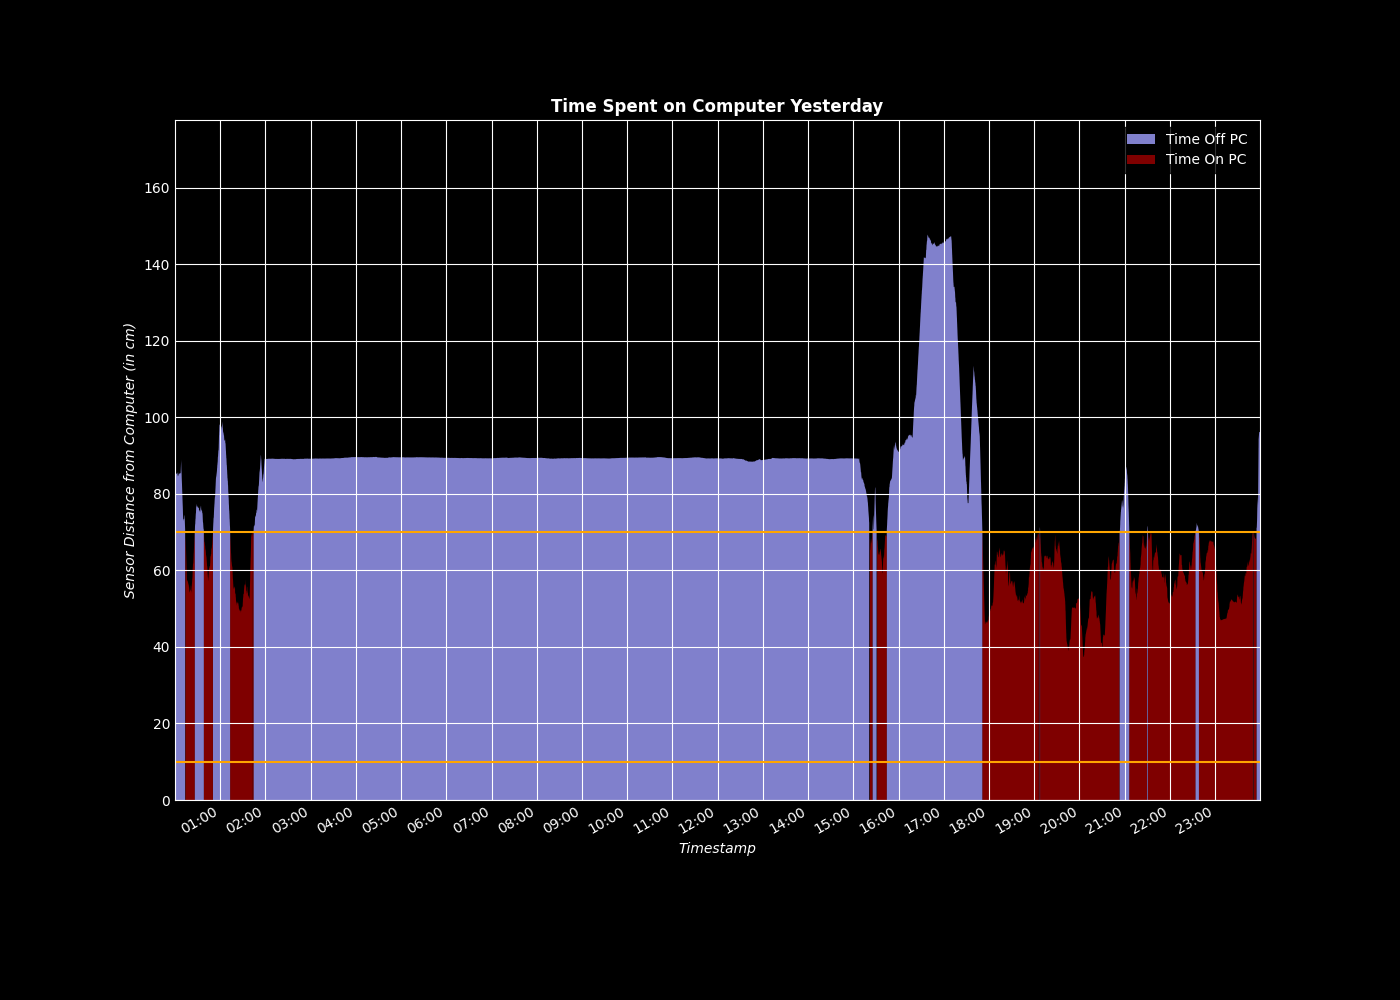 Time Spent on Computer Yesterday
Time Off PC
Time On PC
Sensor Distance from Computer (in cm)
160
140
120
100
80
60
40
20
0
01:00 02:00 03:00 04:00 05:00 06:00 07:00 08:00 09:00 10:00 11:00 12:00 13:00 14:00 15:00 16:00 17:00 18:00 19:00 20:00 21:00 22:00 23:00
Timestamp